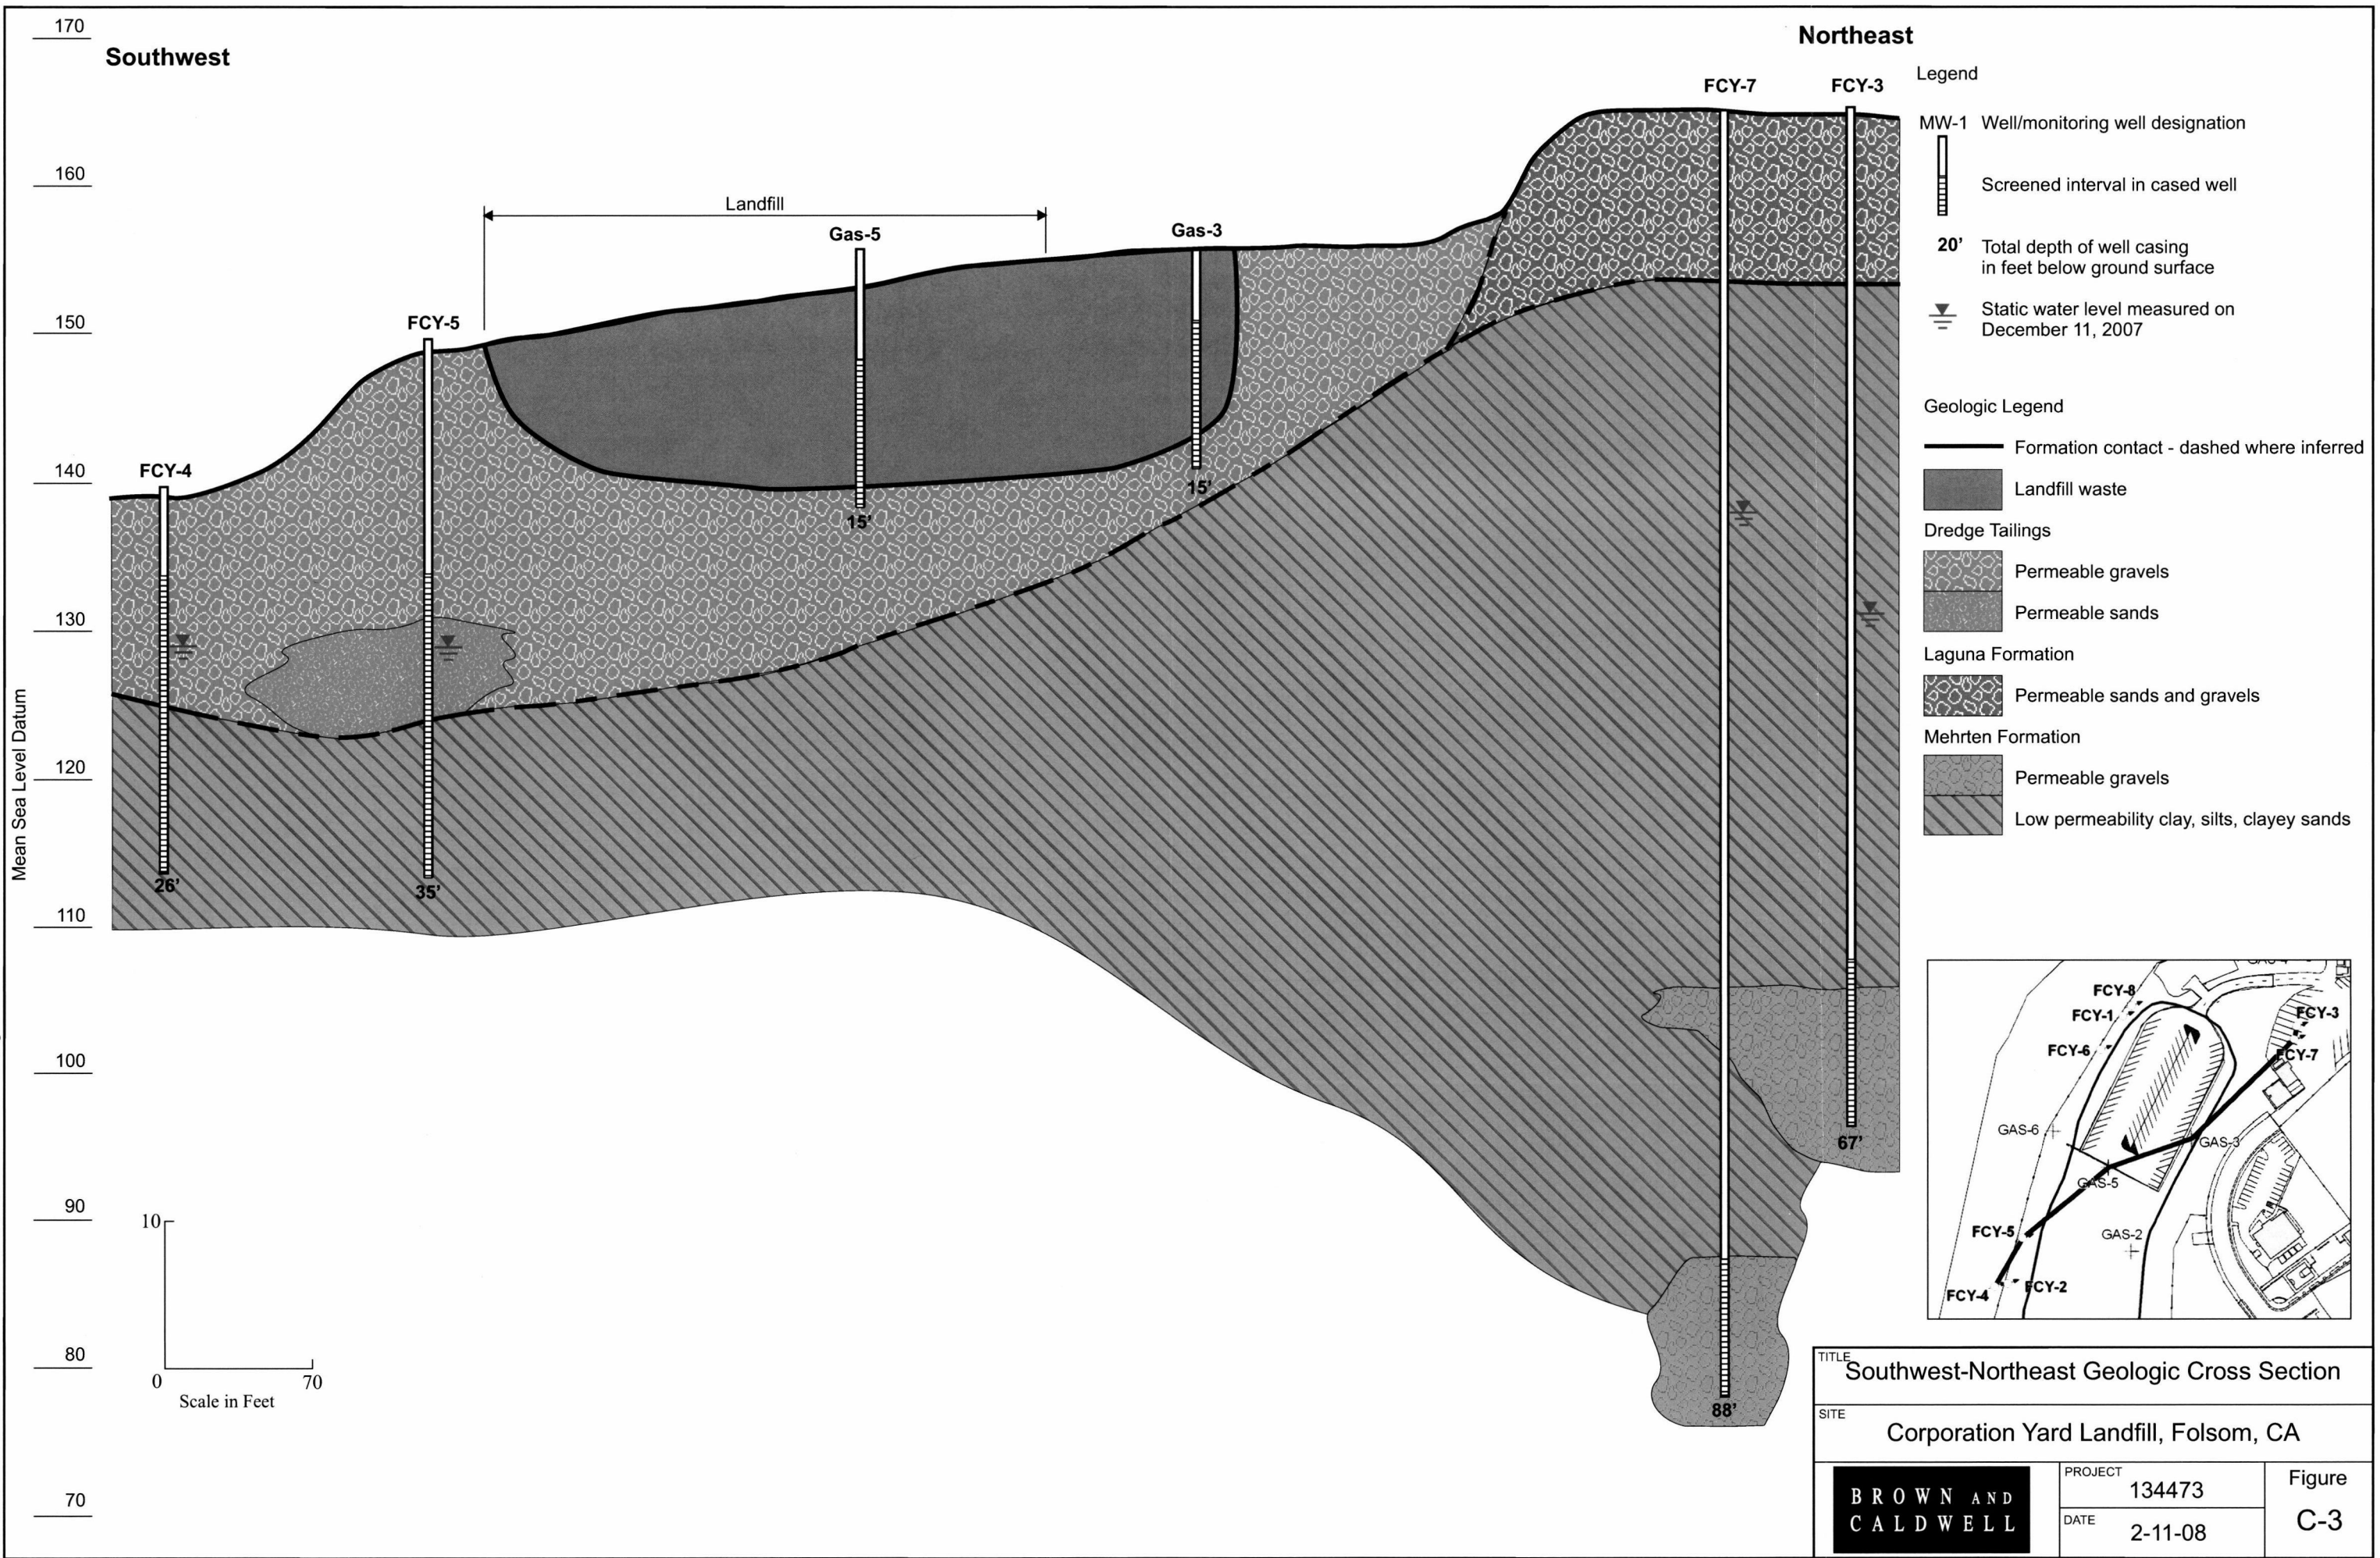 170
160
150
140
130
120
110
100
90
80
70
Mean Sea Level Datum
Southwest
Northeast
FCY-4
26’
FCY-5
35’
Landfill
Gas-5
15’
Gas-3
15’
FCY-7
88’
FCY-3
67’
10
0
70
Scale in Feet
Legend
MW-1
Well/monitoring well designation
Screened interval in cased well
20’
Total depth of well casing
in feet below ground surface
Static water level measured on
December 11, 2007
Geologic Legend
Formation contact - dashed where inferred
Landfill waste
Dredge Tailings
Permeable gravels
Permeable sands
Laguna Formation
Permeable sands and gravels
Mehrten Formation
Permeable gravels
Low permeability clay, silts, clayey sands
FCY-8
FCY-1
FCY-3
FCY-6
FCY-7
GAS-6
GAS-3
GAS-5
FCY-5
GAS-2
FCY-4
FCY-2
TITLE
Southwest-Northeast Geologic Cross Section
SITE
Corporation Yard Landfill, Folsom, CA
BROWN AND
CALDWELL
PROJECT
134473
DATE
2-11-08
Figure
C-3